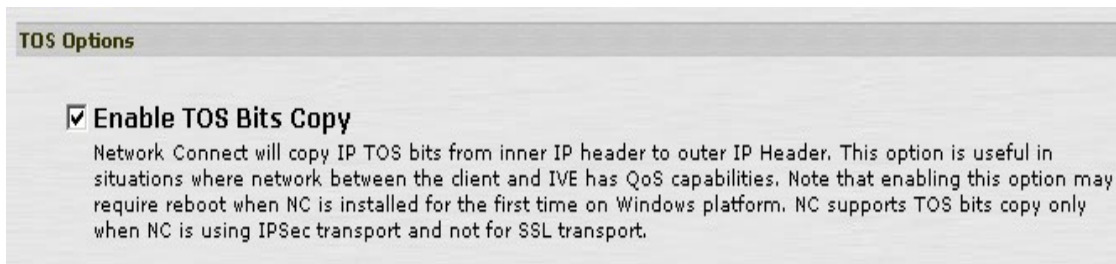 TOS Options
Enable TOS Bits Copy
Network Connect will copy IP TOS bits from inner IP header to outer IP Header. This option is useful in
situations where network between the client and IVE has QoS capabilities. Note that enabling this option may
require reboot when NC is installed for the first time on Windows platform. NC supports TOS bits copy only
when NC is using IPSec transport and not for SSL transport.